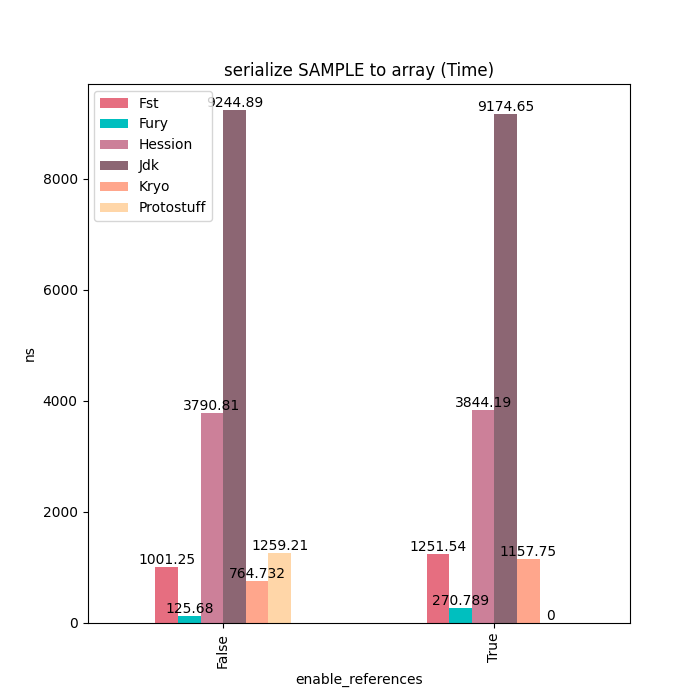 serialize SAMPLE to array (Time)
Fst
Fury
Hession
Jdk
Kryo
Protostuff
ns
8000
6000
4000
2000
0
1001.25
125.68
3790.81
9244.89
764.732
1259.21
1251.54
270.789
3844.19
9174.65
1157.75
0
False
True
enable_references